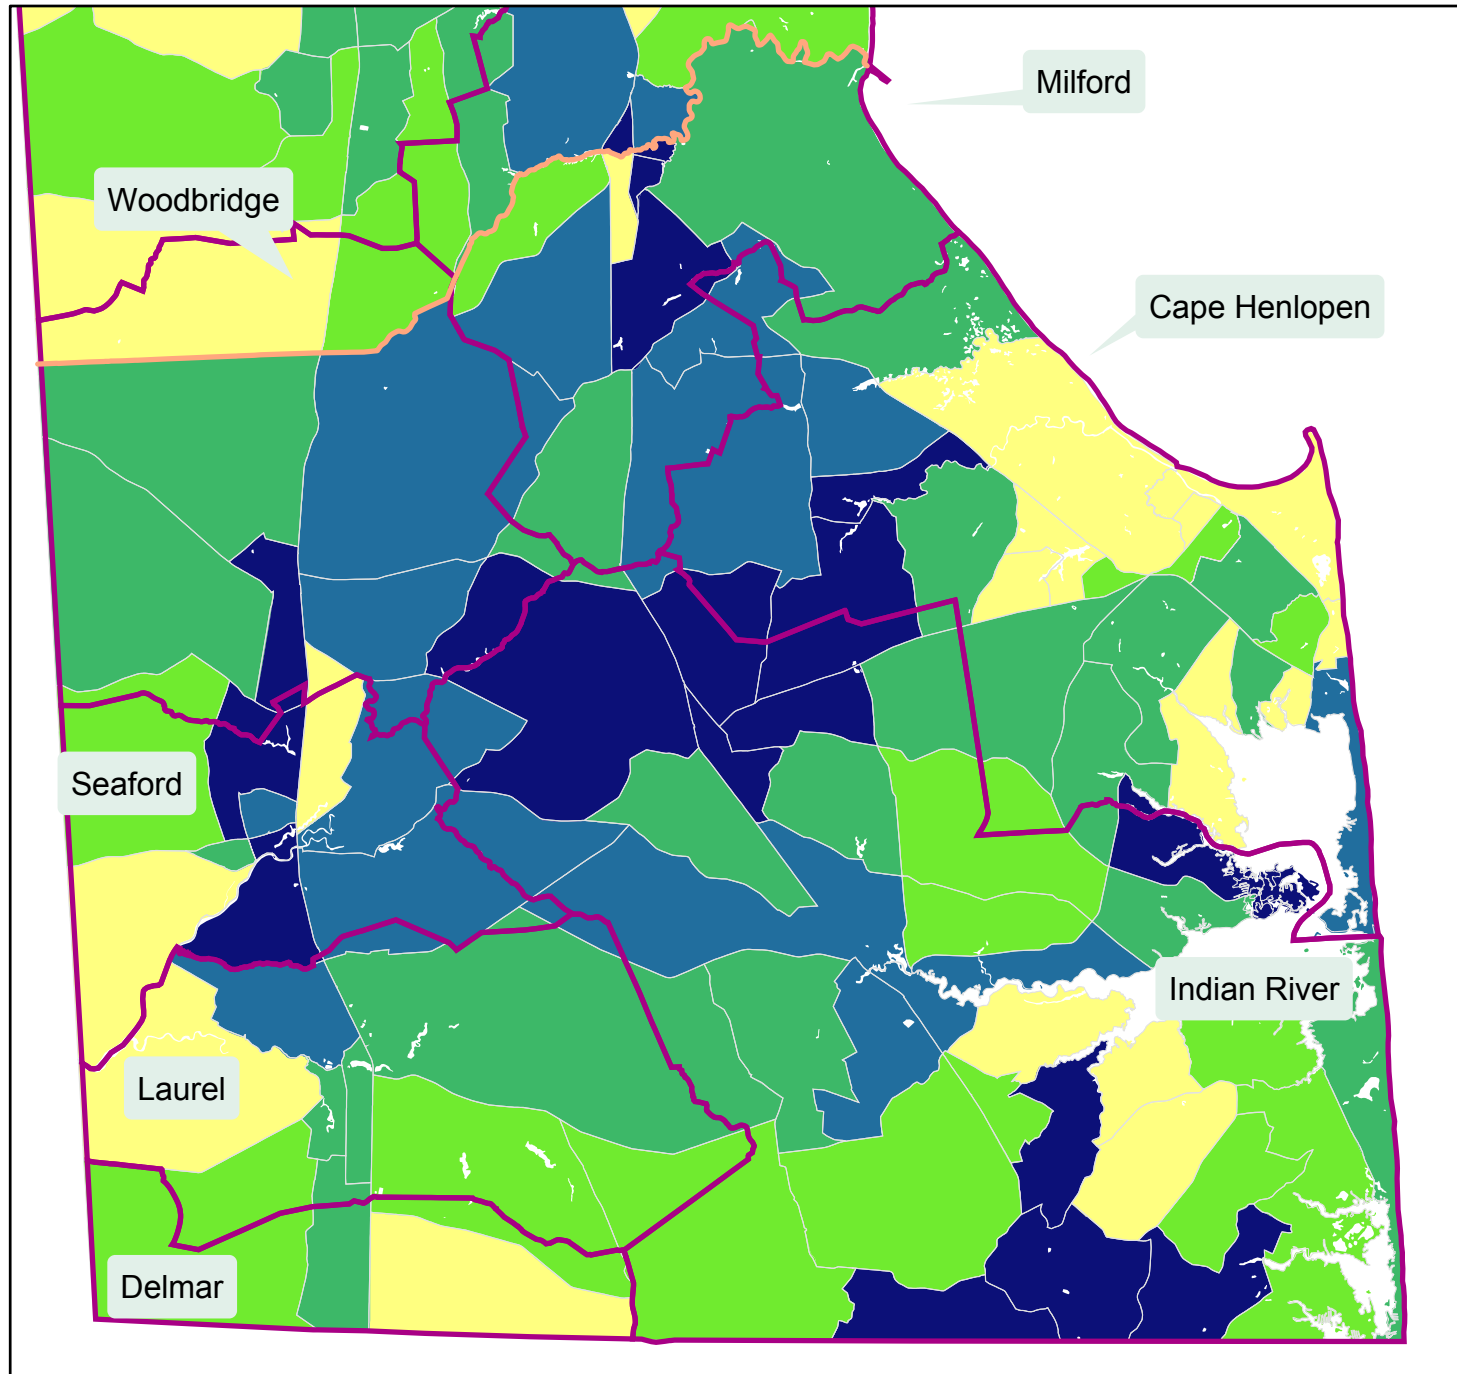 Milford
Woodbridge
Cape Henlopen
Seaford
Indian River
Laurel
Delmar